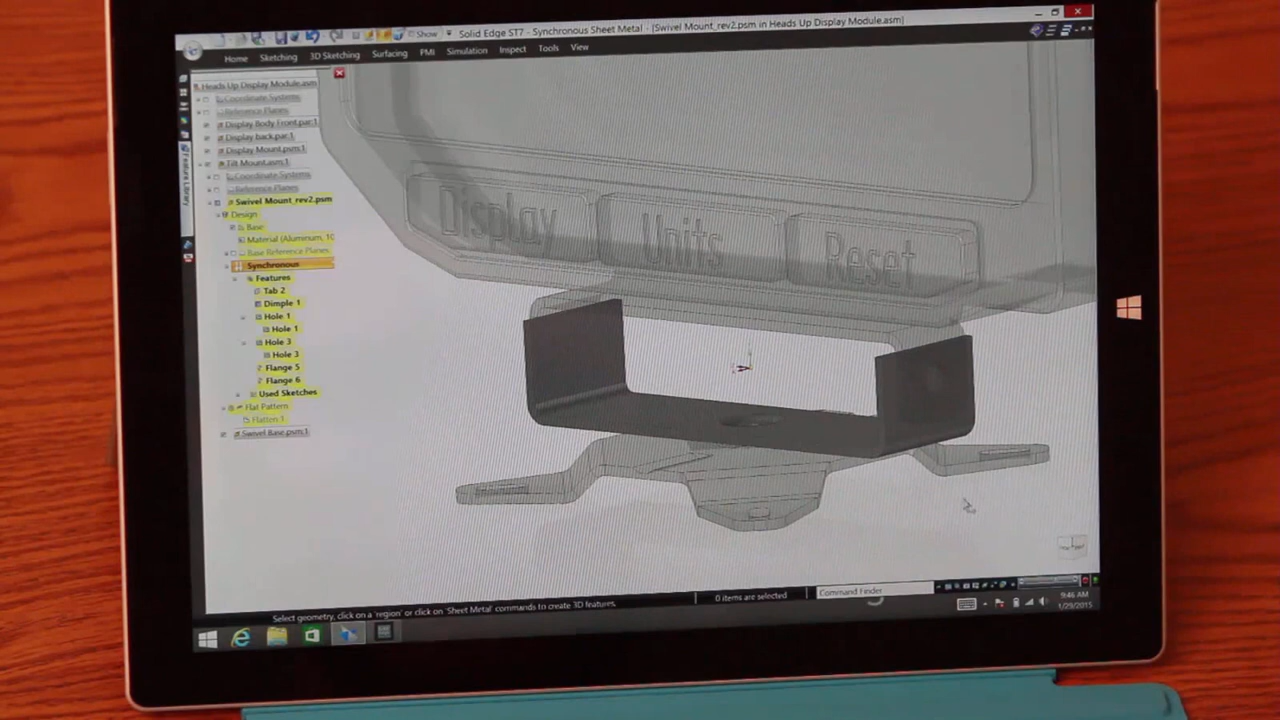 Show
Solid Edge ST7 - Synchronous Sheet Metal - [Swivel Mount_rev2.psm in Heads Up Display Module.asm]
Home Sketching 3D Sketching Surfacing PMI Simulation Inspect Tools View
Heads Up Display Module.asm
Coordinate Systems
Reference Planes
Display Body Front.par:1
Display back.par:1
Display Mount.psm:1
Tilt Mount.asm:1
Coordinate Systems
Reference Planes
Swivel Mount_rev2.psm
Design
Base
Material (Aluminum, 10
Base Reference Planes
Synchronous
Features
Tab 2
Dimple 1
Hole 1
Hole 1
Hole 3
Hole 3
Flange 5
Flange 6
Used Sketches
Flat Pattern
Flatten 1
Swivel Base.psm:1
Feature Library
Display Units Reset
Select geometry, click on a 'region' or click on 'Sheet Metal' commands to create 3D features.
0 items are selected
Command Finder
9:46 AM
1/29/2015